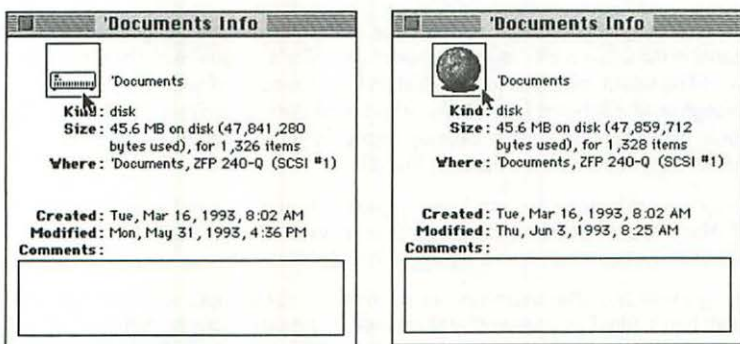 'Documents Info
'Documents
Kind: disk
Size: 45.6 MB on disk (47,841,280
bytes used), for 1,326 items
Where: 'Documents, ZFP 240-Q (SCSI #1)
Created: Tue, Mar 16, 1993, 8:02 AM
Modified: Mon, May 31, 1993, 4:36 PM
Comments:
'Documents Info
'Documents
Kind: disk
Size: 45.6 MB on disk (47,859,712
bytes used), for 1,328 items
Where: 'Documents, ZFP 240-Q (SCSI #1)
Created: Tue, Mar 16, 1993, 8:02 AM
Modified: Thu, Jun 3, 1993, 8:25 AM
Comments: